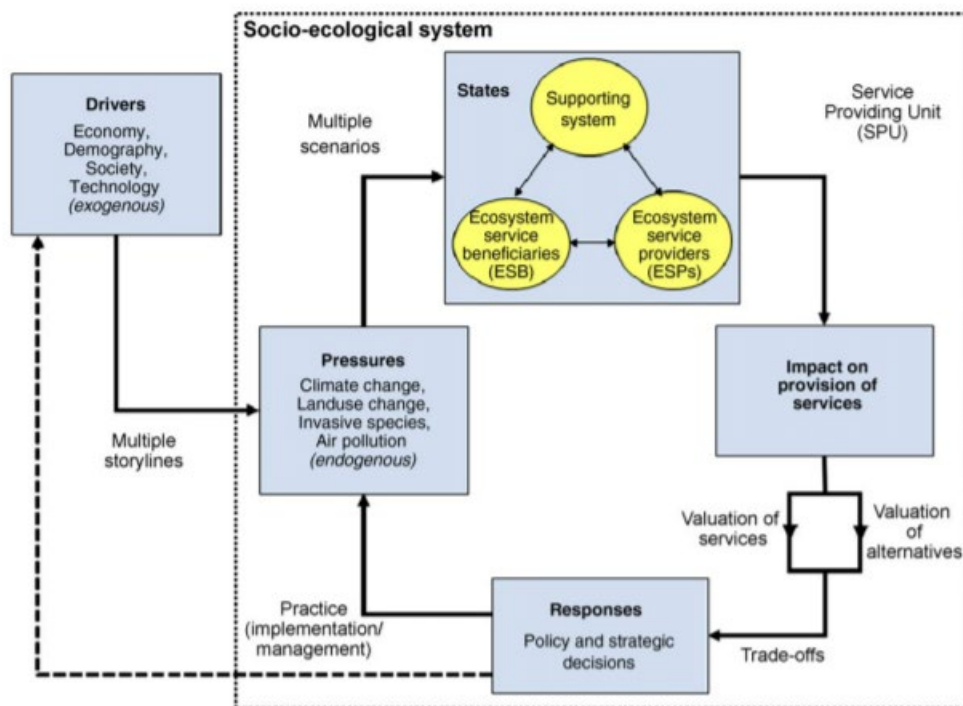 Socio-ecological system
Drivers
Economy,
Demography,
Society,
Technology
(exogenous)
Multiple
scenarios
States
Supporting
system
Ecosystem
service
beneficiaries
(ESB)
Ecosystem
service
providers
(ESPs)
Service
Providing Unit
(SPU)
Pressures
Climate change,
Landuse change,
Invasive species,
Air pollution
(endogenous)
Multiple
storylines
Impact on
provision of
services
Valuation of
services
Valuation
of
alternatives
Practice
(implementation/
management)
Responses
Policy and strategic
decisions
Trade-offs